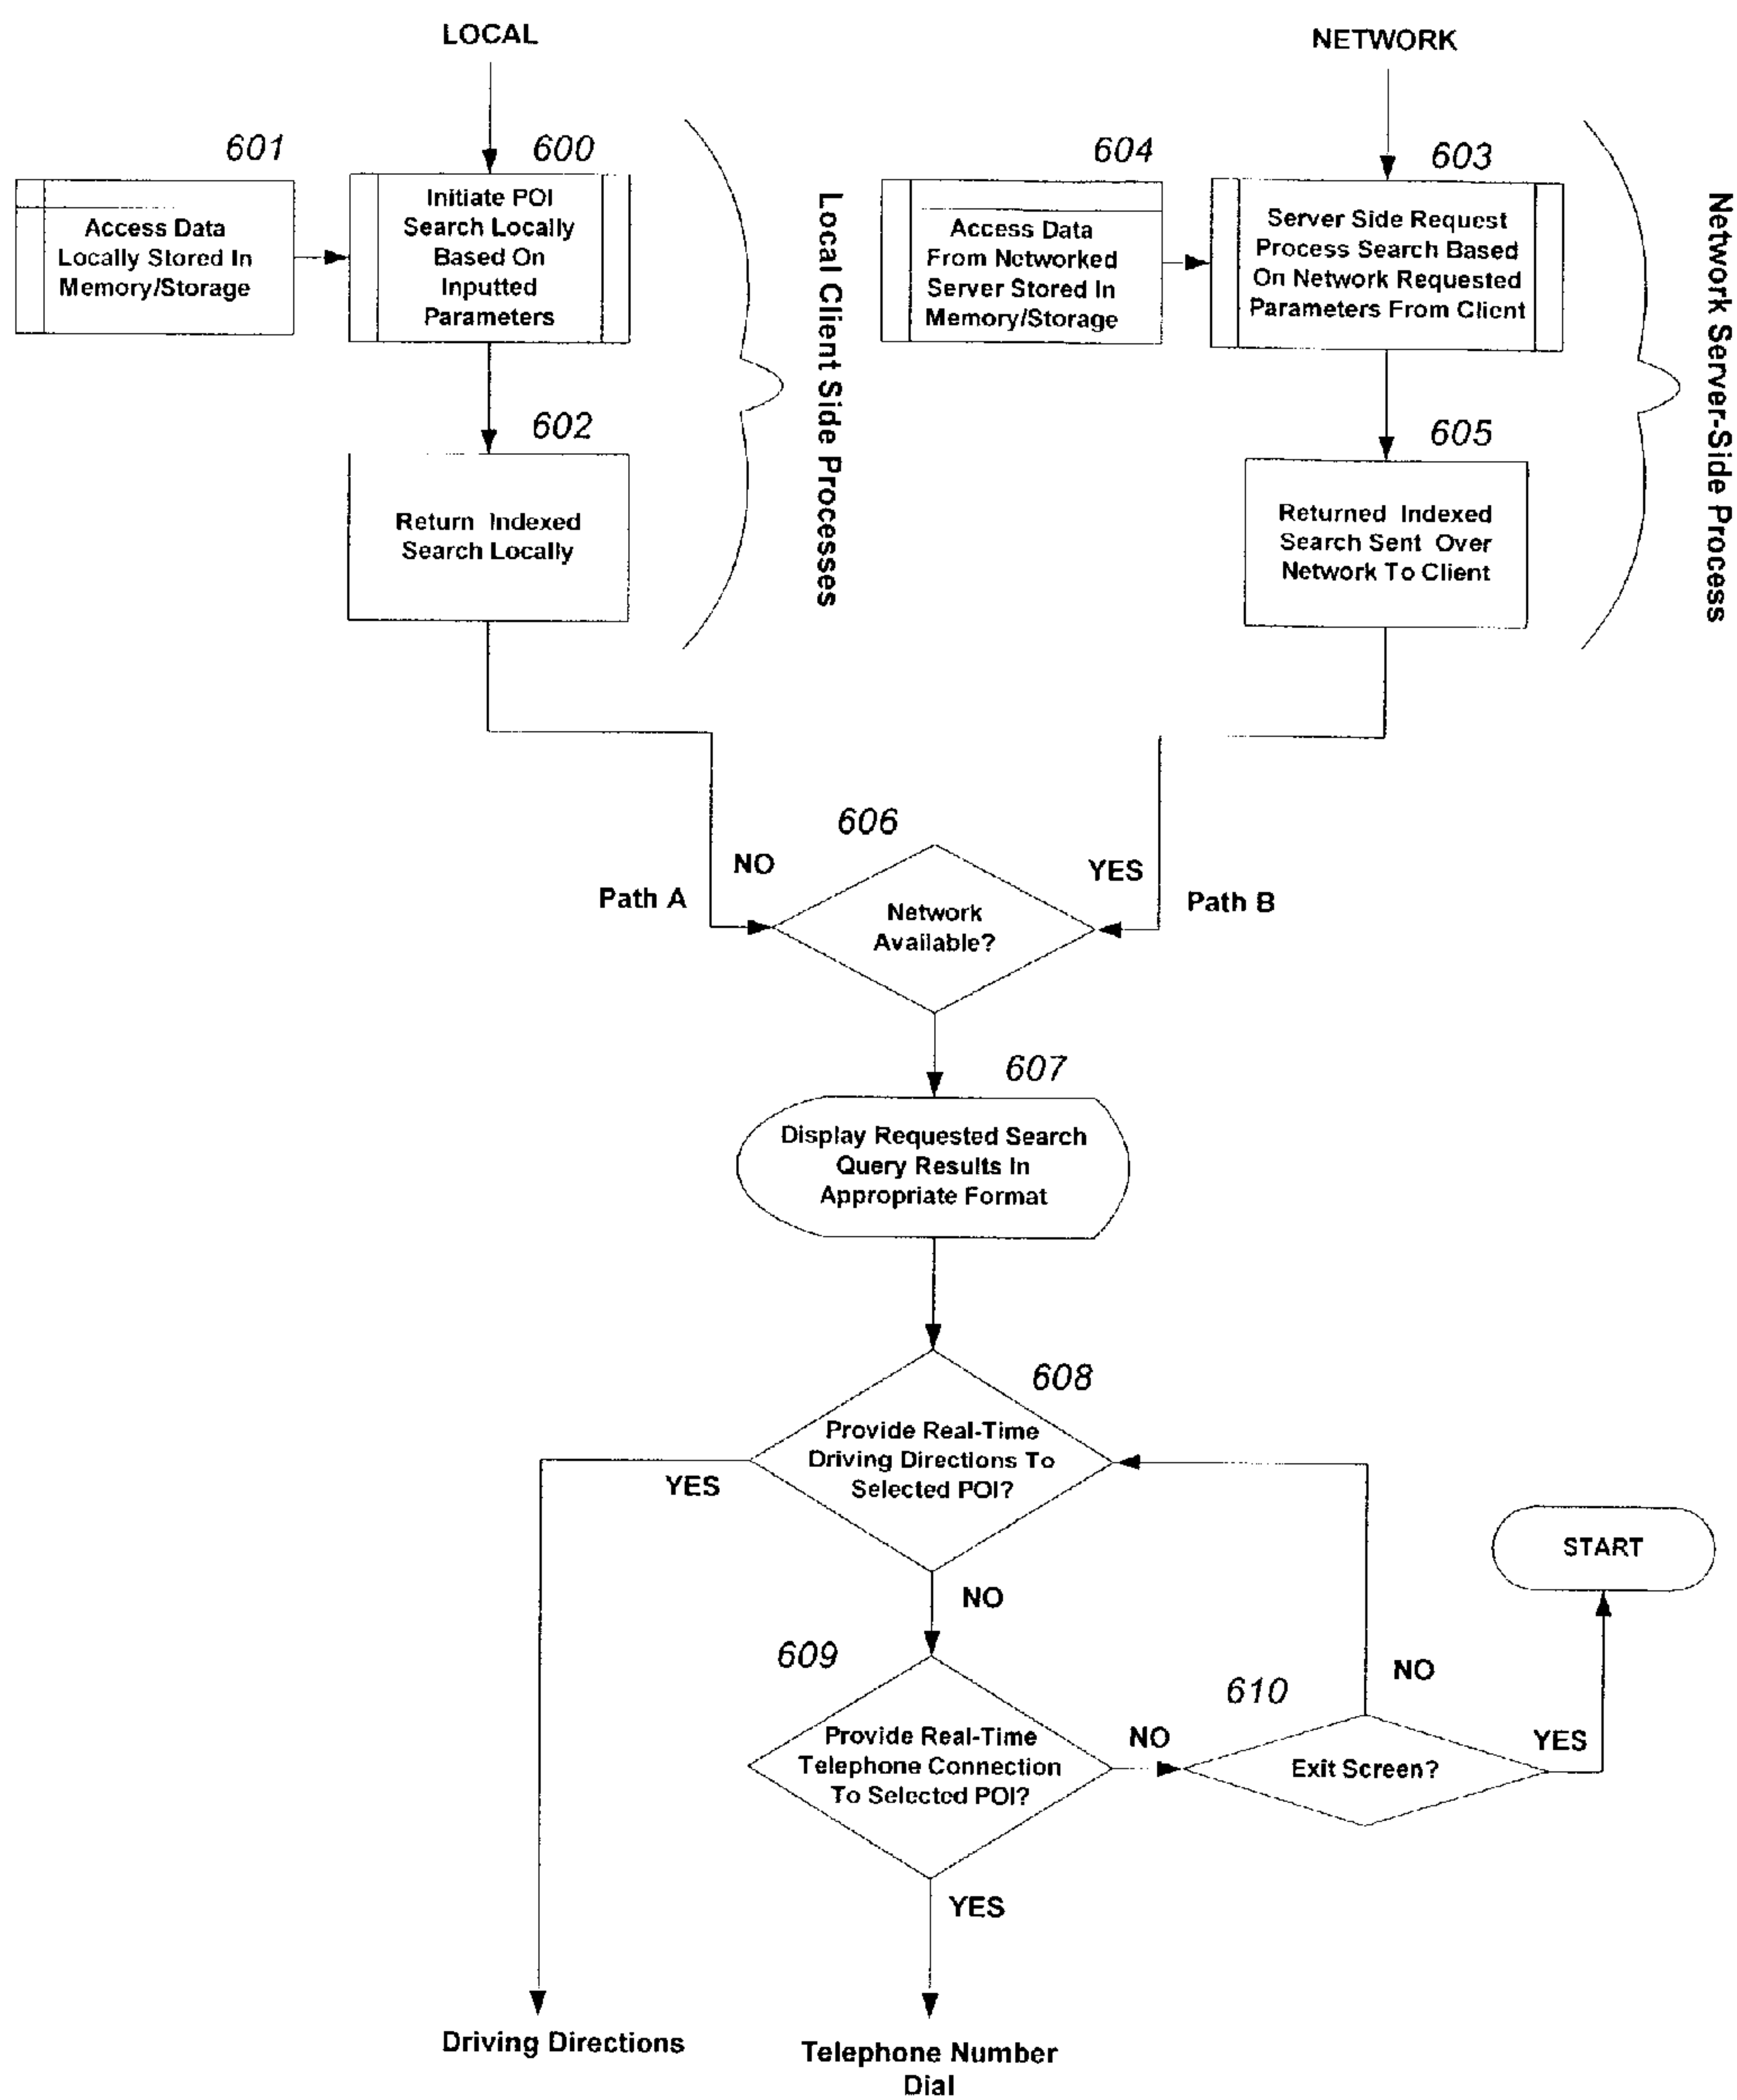 LOCAL
NETWORK
601
600
604
603
Access Data
Locally Stored In
Memory/Storage
Initiate POI
Search Locally
Based On
Inputted
Parameters
Local Client Side Processes
Access Data
From Networked
Server Stored In
Memory/Storage
Server Side Request
Process Search Based
On Network Requested
Parameters From Client
Network Server-Side Process
602
605
Return Indexed
Search Locally
Returned Indexed
Search Sent Over
Network To Client
606
NO
YES
Path A
Path B
Network
Available?
607
Display Requested Search
Query Results In
Appropriate Format
608
Provide Real-Time
Driving Directions To
Selected POI?
YES
NO
START
609
610
NO
Provide Real-Time
Telephone Connection
To Selected POI?
NO
Exit Screen?
YES
YES
Driving Directions
Telephone Number
Dial